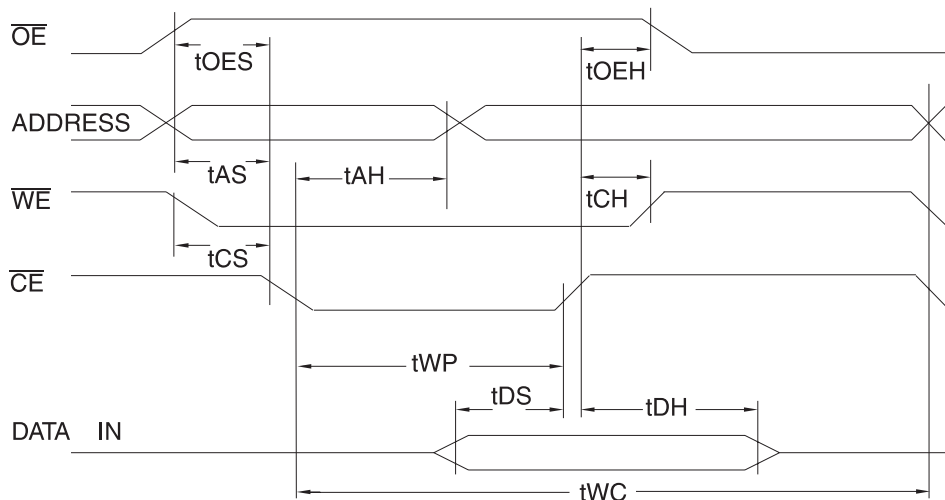 OE
tOES
tOEH
ADDRESS
tAS
tAH
tCH
WE
tCS
CE
tWP
tDS
tDH
DATA IN
tWC